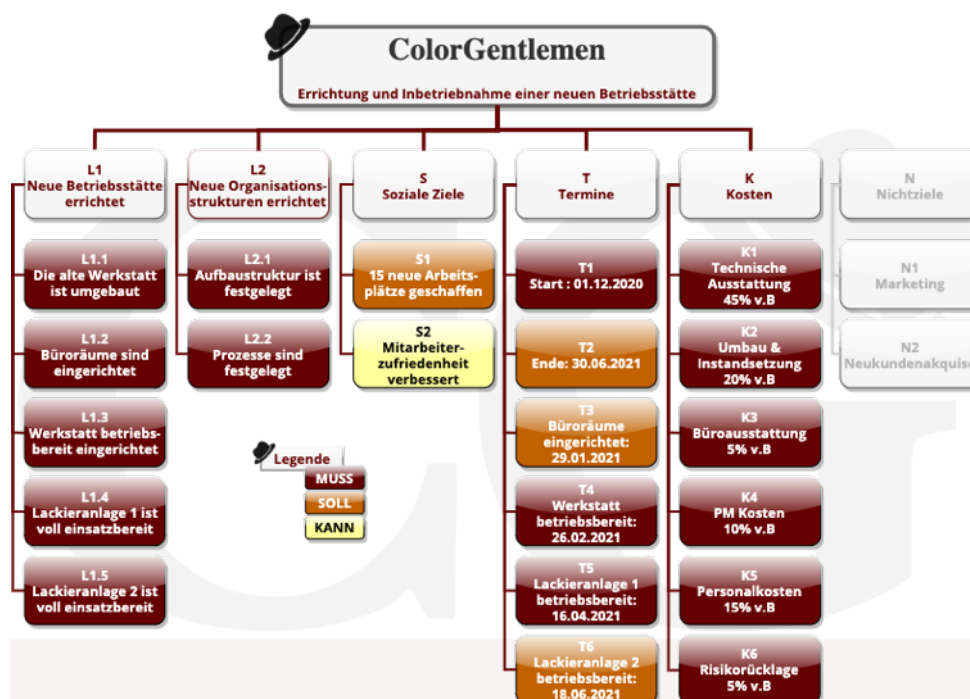 ColorGentlemen
Errichtung und Inbetriebnahme einer neuen Betriebsstätte
L1
Neue Betriebsstätte
errichtet
L1.1
Die alte Werkstatt
ist umgebaut
L1.2
Büroräume sind
eingerichtet
L1.3
Werkstatt betriebs-
bereit eingerichtet
L1.4
Lackieranlage 1 ist
voll einsatzbereit
L1.5
Lackieranlage 2 ist
voll einsatzbereit
L2
Neue Organisations-
strukturen errichtet
L2.1
Aufbaustruktur ist
festgelegt
L2.2
Prozesse sind
festgelegt
S
Soziale Ziele
S1
15 neue Arbeits-
plätze geschaffen
S2
Mitarbeiter-
zufriedenheit
verbessert
Legende
MUSS
SOLL
KANN
T
Termine
T1
Start : 01.12.2020
T2
Ende: 30.06.2021
T3
Büroräume
eingerichtet:
29.01.2021
T4
Werkstatt
betriebsbereit:
26.02.2021
T5
Lackieranlage 1
betriebsbereit:
16.04.2021
T6
Lackieranlage 2
betriebsbereit:
18.06.2021
K
Kosten
K1
Technische
Ausstattung
45% v.B
K2
Umbau &
Instandsetzung
20% v.B
K3
Büroausstattung
5% v.B
K4
PM Kosten
10% v.B
K5
Personalkosten
15% v.B
K6
Risikorücklage
5% v.B
N
Nichtziele
N1
Marketing
N2
Neukundenakquise
CG